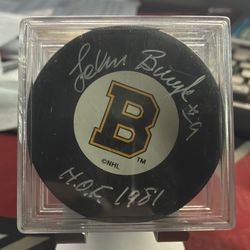 John Bucyk #9
B
©NHL TM
H.O.F. 1981